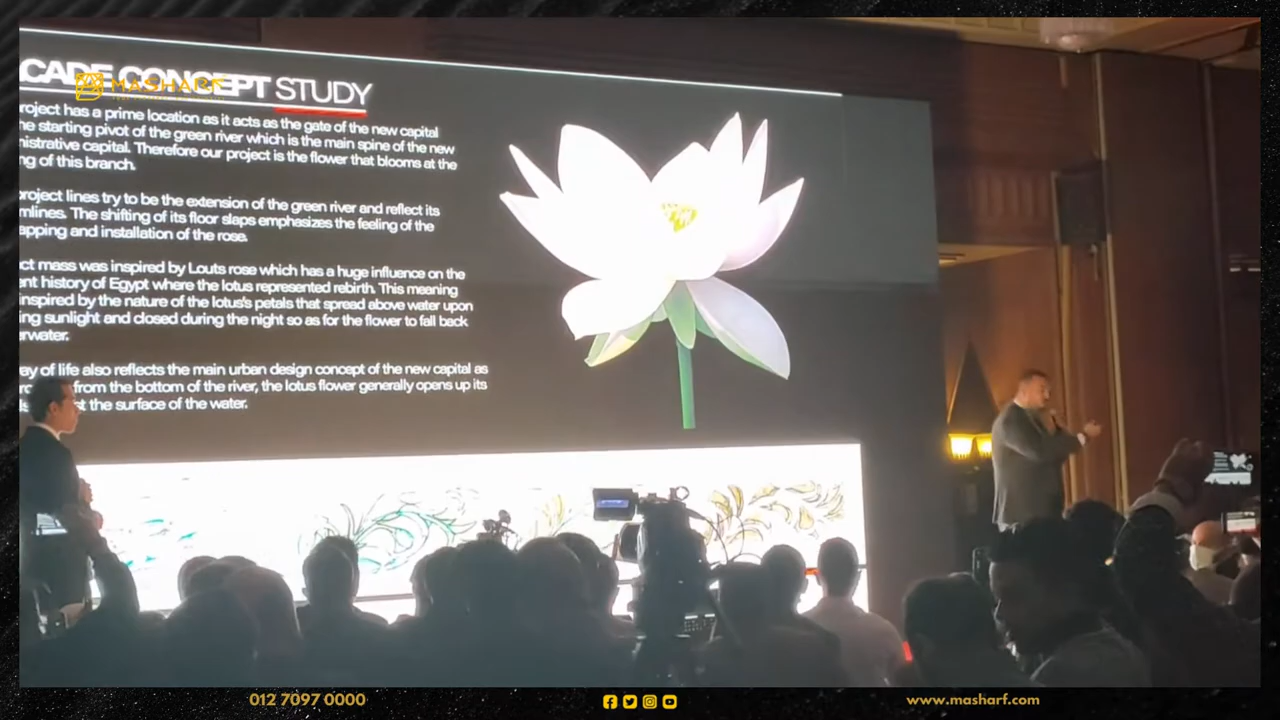 CADE CONCEPT STUDY
MASHARF
roject has a prime location as it acts as the gate of the new capital
he starting pivot of the green river which is the main spine of the new
nistrative capital. Therefore our project is the flower that blooms at the
ng of this branch.
roject lines try to be the extension of the green river and reflect its
mlines. The shifting of its floor slaps emphasizes the feeling of the
apping and installation of the rose.
ct mass was inspired by Louts rose which has a huge influence on the
nt history of Egypt where the lotus represented rebirth. This meaning
inspired by the nature of the lotus's petals that spread above water upon
ing sunlight and closed during the night so as for the flower to fall back
rwater.
ay of life also reflects the main urban design concept of the new capital as
from the bottom of the river, the lotus flower generally opens up its
t the surface of the water.
012 7097 0000
www.masharf.com